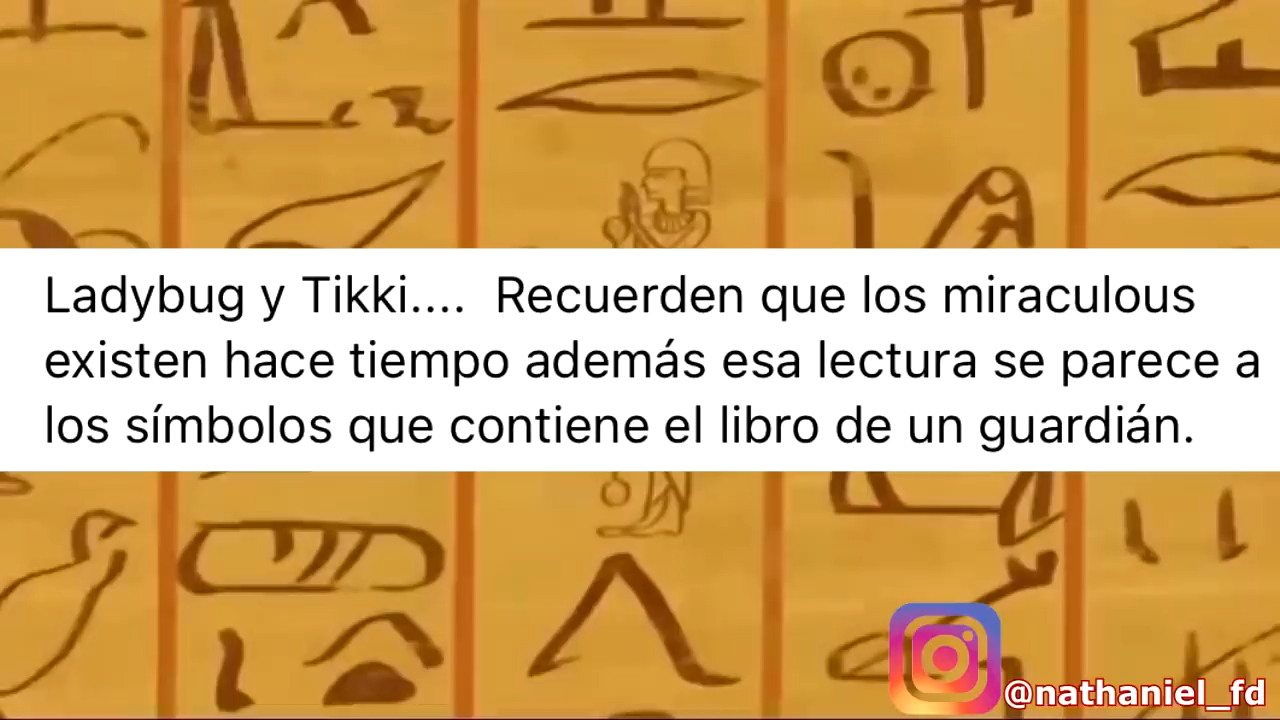 Ladybug y Tikki.... Recuerden que los miraculous
existen hace tiempo además esa lectura se parece a
los símbolos que contiene el libro de un guardián.
@nathaniel_fd